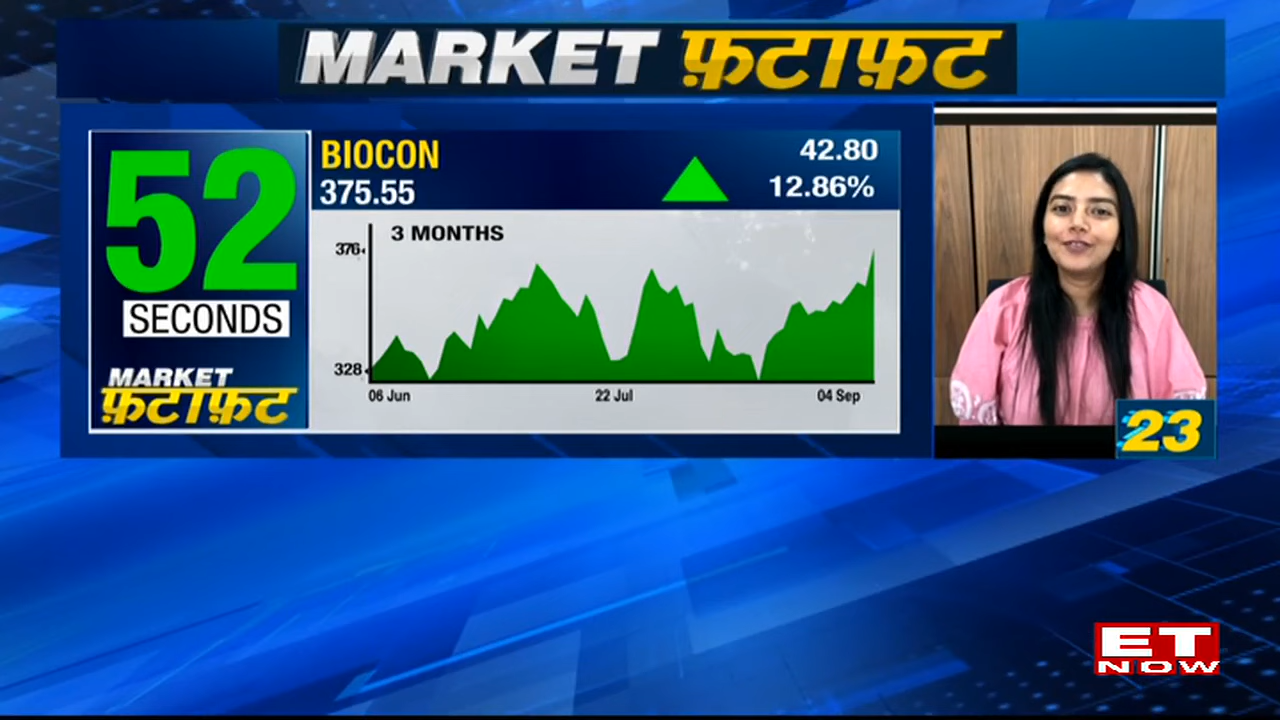 MARKET फ़टाफ़ट
52
SECONDS
MARKET
फ़टाफ़ट
BIOCON
375.55
42.80
12.86%
3 MONTHS
376
328
06 Jun
22 Jul
04 Sep
23
ET
NOW